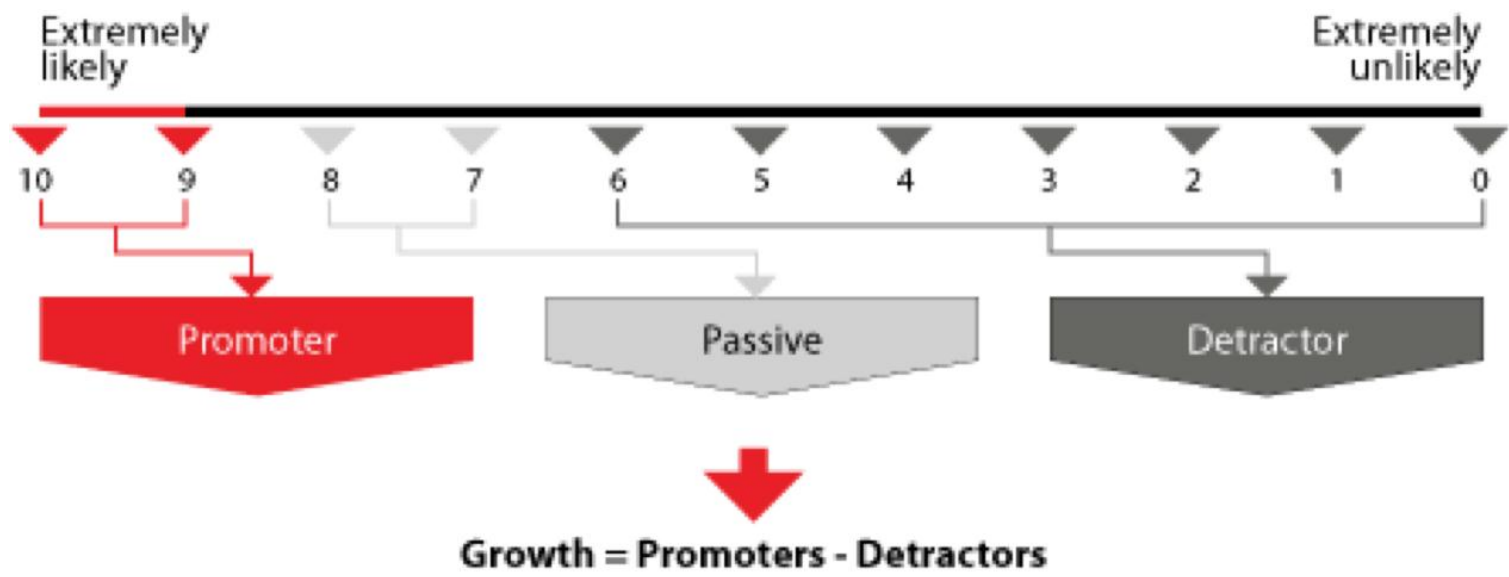 Extremely
likely
Extremely
unlikely
10 9 8 7 6 5 4 3 2 1 0
Promoter Passive Detractor
Growth = Promoters - Detractors